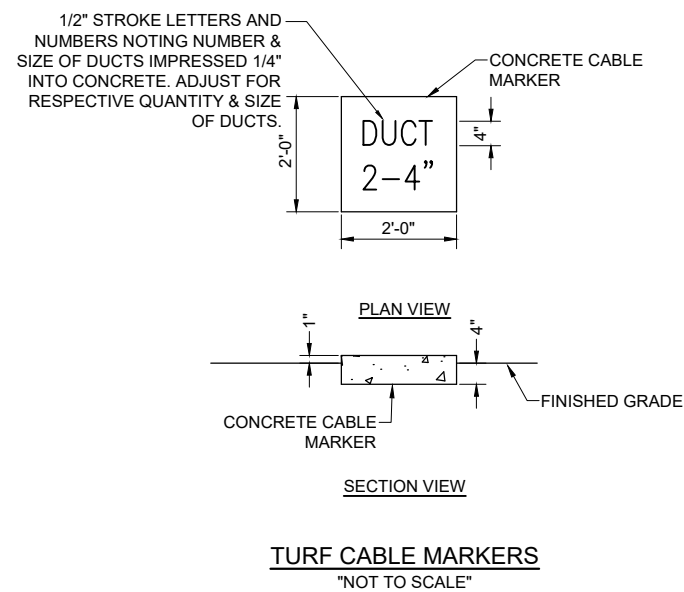 1/2" STROKE LETTERS AND
NUMBERS NOTING NUMBER &
SIZE OF DUCTS IMPRESSED 1/4"
INTO CONCRETE. ADJUST FOR
RESPECTIVE QUANTITY & SIZE
OF DUCTS.
CONCRETE CABLE
MARKER
2'-0"
DUCT
2-4”
4"
2'-0"
PLAN VIEW
1"
4"
FINISHED GRADE
CONCRETE CABLE
MARKER
SECTION VIEW
TURF CABLE MARKERS
"NOT TO SCALE"